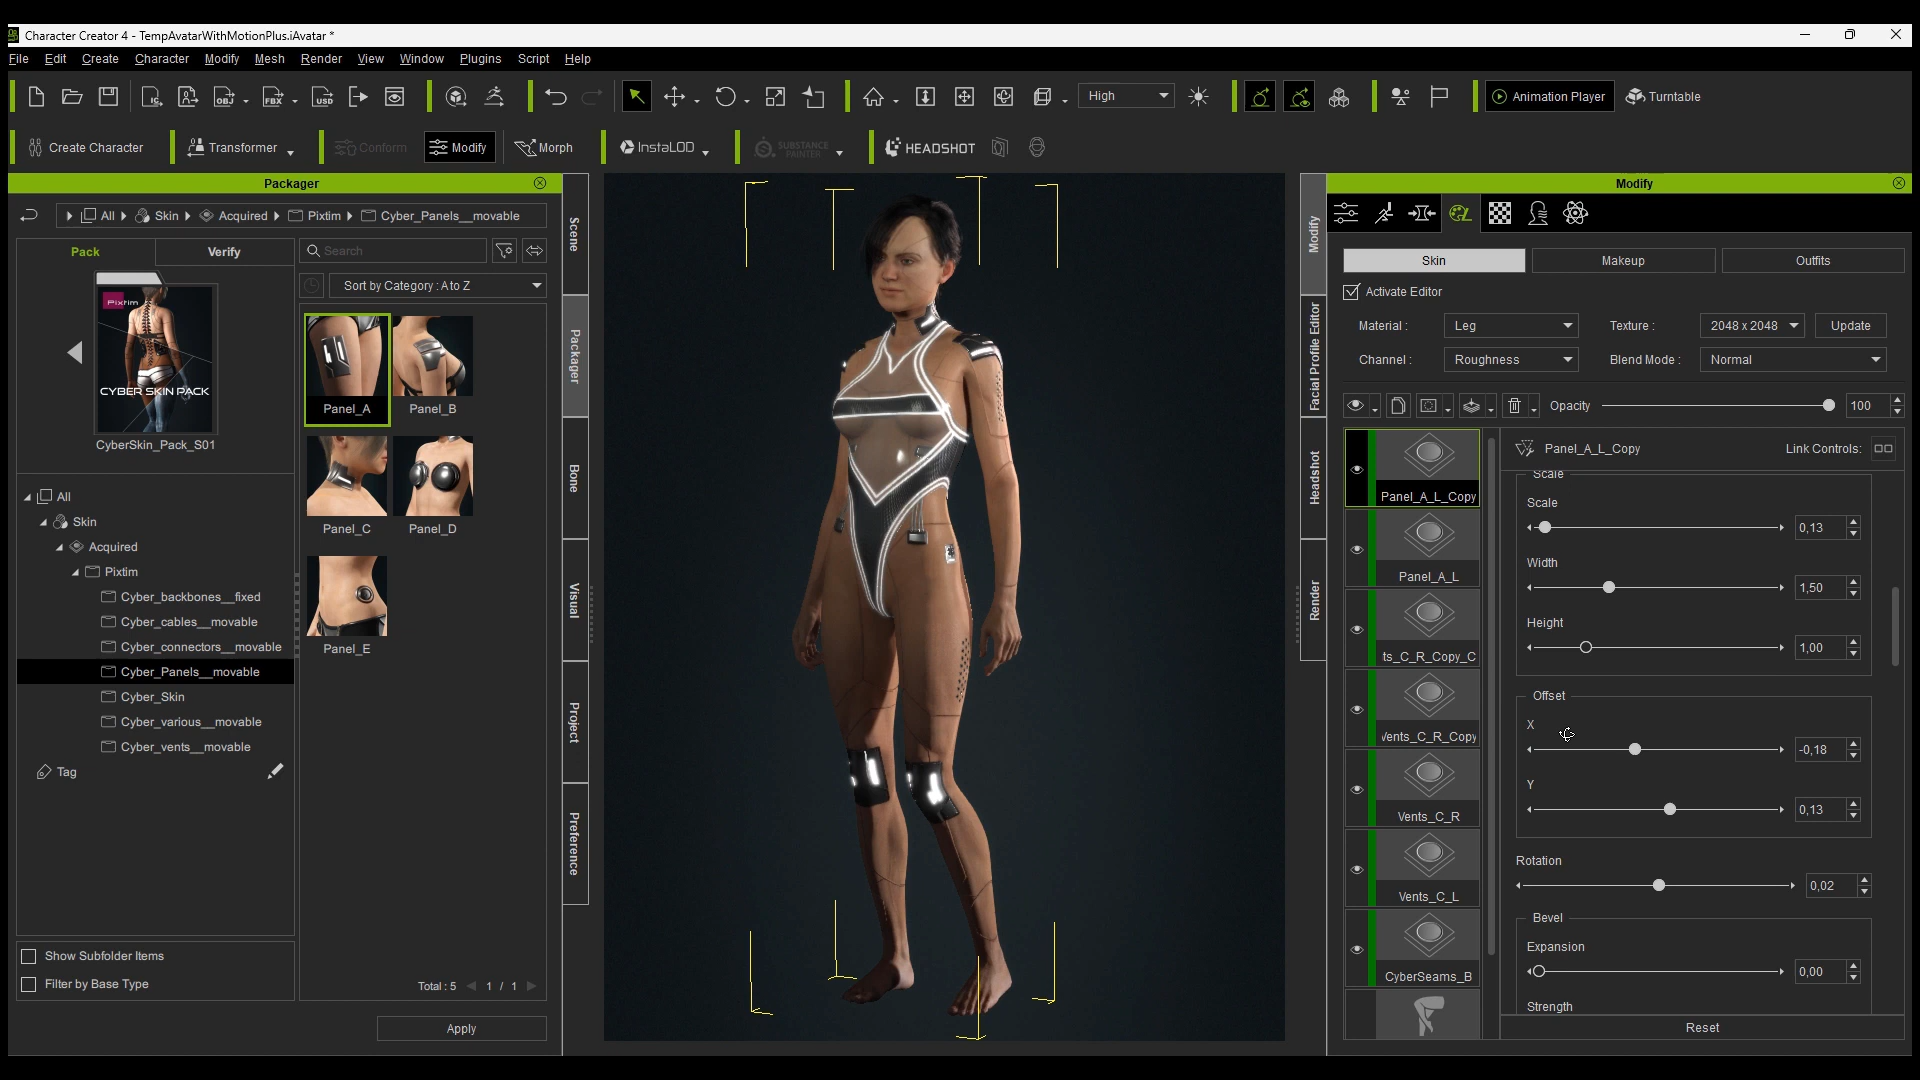 Character Creator 4 - TempAvatarWithMotionPlus.iAvatar *
File Edit Create Character Modify Mesh Render View Window Plugins Script Help
High Animation Player Turntable
Create Character Transformer Conform Modify Morph InstaLOD SUBSTANCE PAINTER HEADSHOT
Packager
All Skin Acquired Pixtim Cyber_Panels__movable
Pack Verify
Search
Sort by Category : A to Z
Pixtim
CYBER SKIN PACK
CyberSkin_Pack_S01
All
Skin
Acquired
Pixtim
Cyber_backbones__fixed
Cyber_cables__movable
Cyber_connectors__movable
Cyber_Panels__movable
Cyber_Skin
Cyber_various__movable
Cyber_vents__movable
Tag
Show Subfolder Items
Filter by Base Type
Panel_A Panel_B
Panel_C Panel_D
Panel_E
Total : 5 1 / 1
Apply
Scene
Packager
Bone
Visual
Project
Preference
Modify
Facial Profile Editor
Headshot
Render
Modify
Skin Makeup Outfits
Activate Editor
Material : Leg Texture : 2048 x 2048 Update
Channel : Roughness Blend Mode : Normal
Opacity 100
Panel_A_L_Copy
Panel_A_L
ts_C_R_Copy_C
Vents_C_R_Copy
Vents_C_R
Vents_C_L
CyberSeams_B
Panel_A_L_Copy Link Controls:
Scale
Scale
0,13
Width
1,50
Height
1,00
Offset
X
-0,18
Y
0,13
Rotation
0,02
Bevel
Expansion
0,00
Strength
Reset